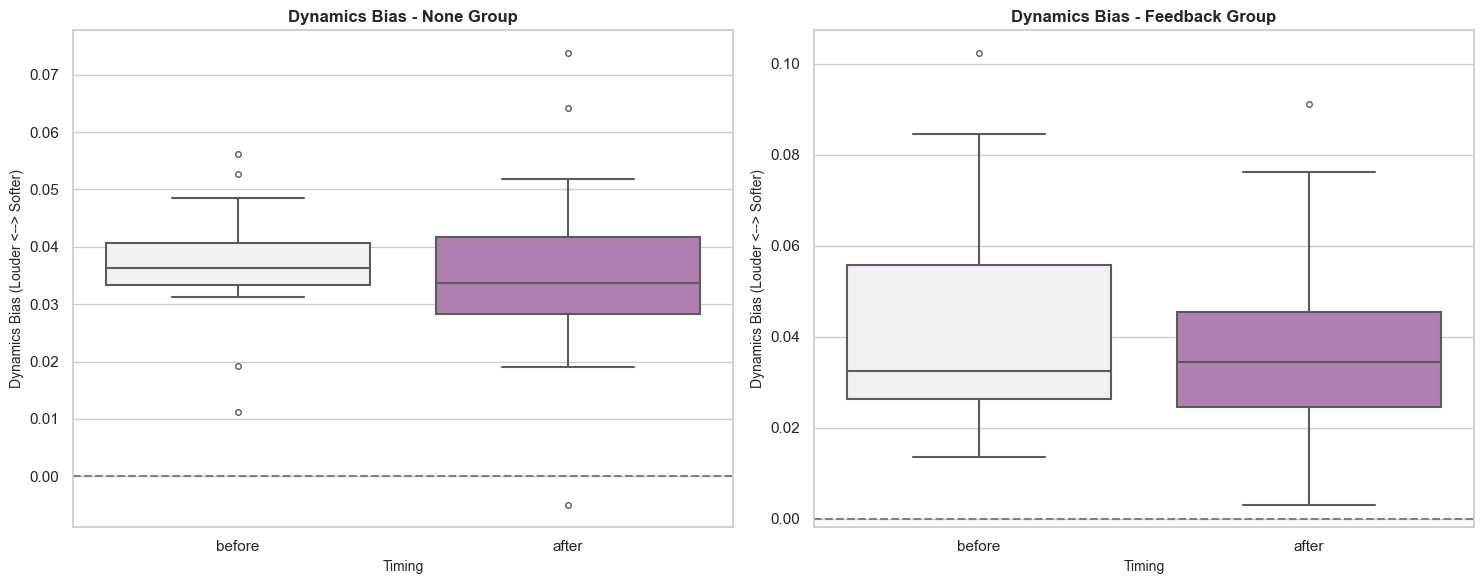 Dynamics Bias - None Group
Dynamics Bias (Louder <--> Softer)
0.07
0.06
0.05
0.04
0.03
0.02
0.01
0.00
before
after
Timing
Dynamics Bias - Feedback Group
Dynamics Bias (Louder <--> Softer)
0.10
0.08
0.06
0.04
0.02
0.00
before
after
Timing